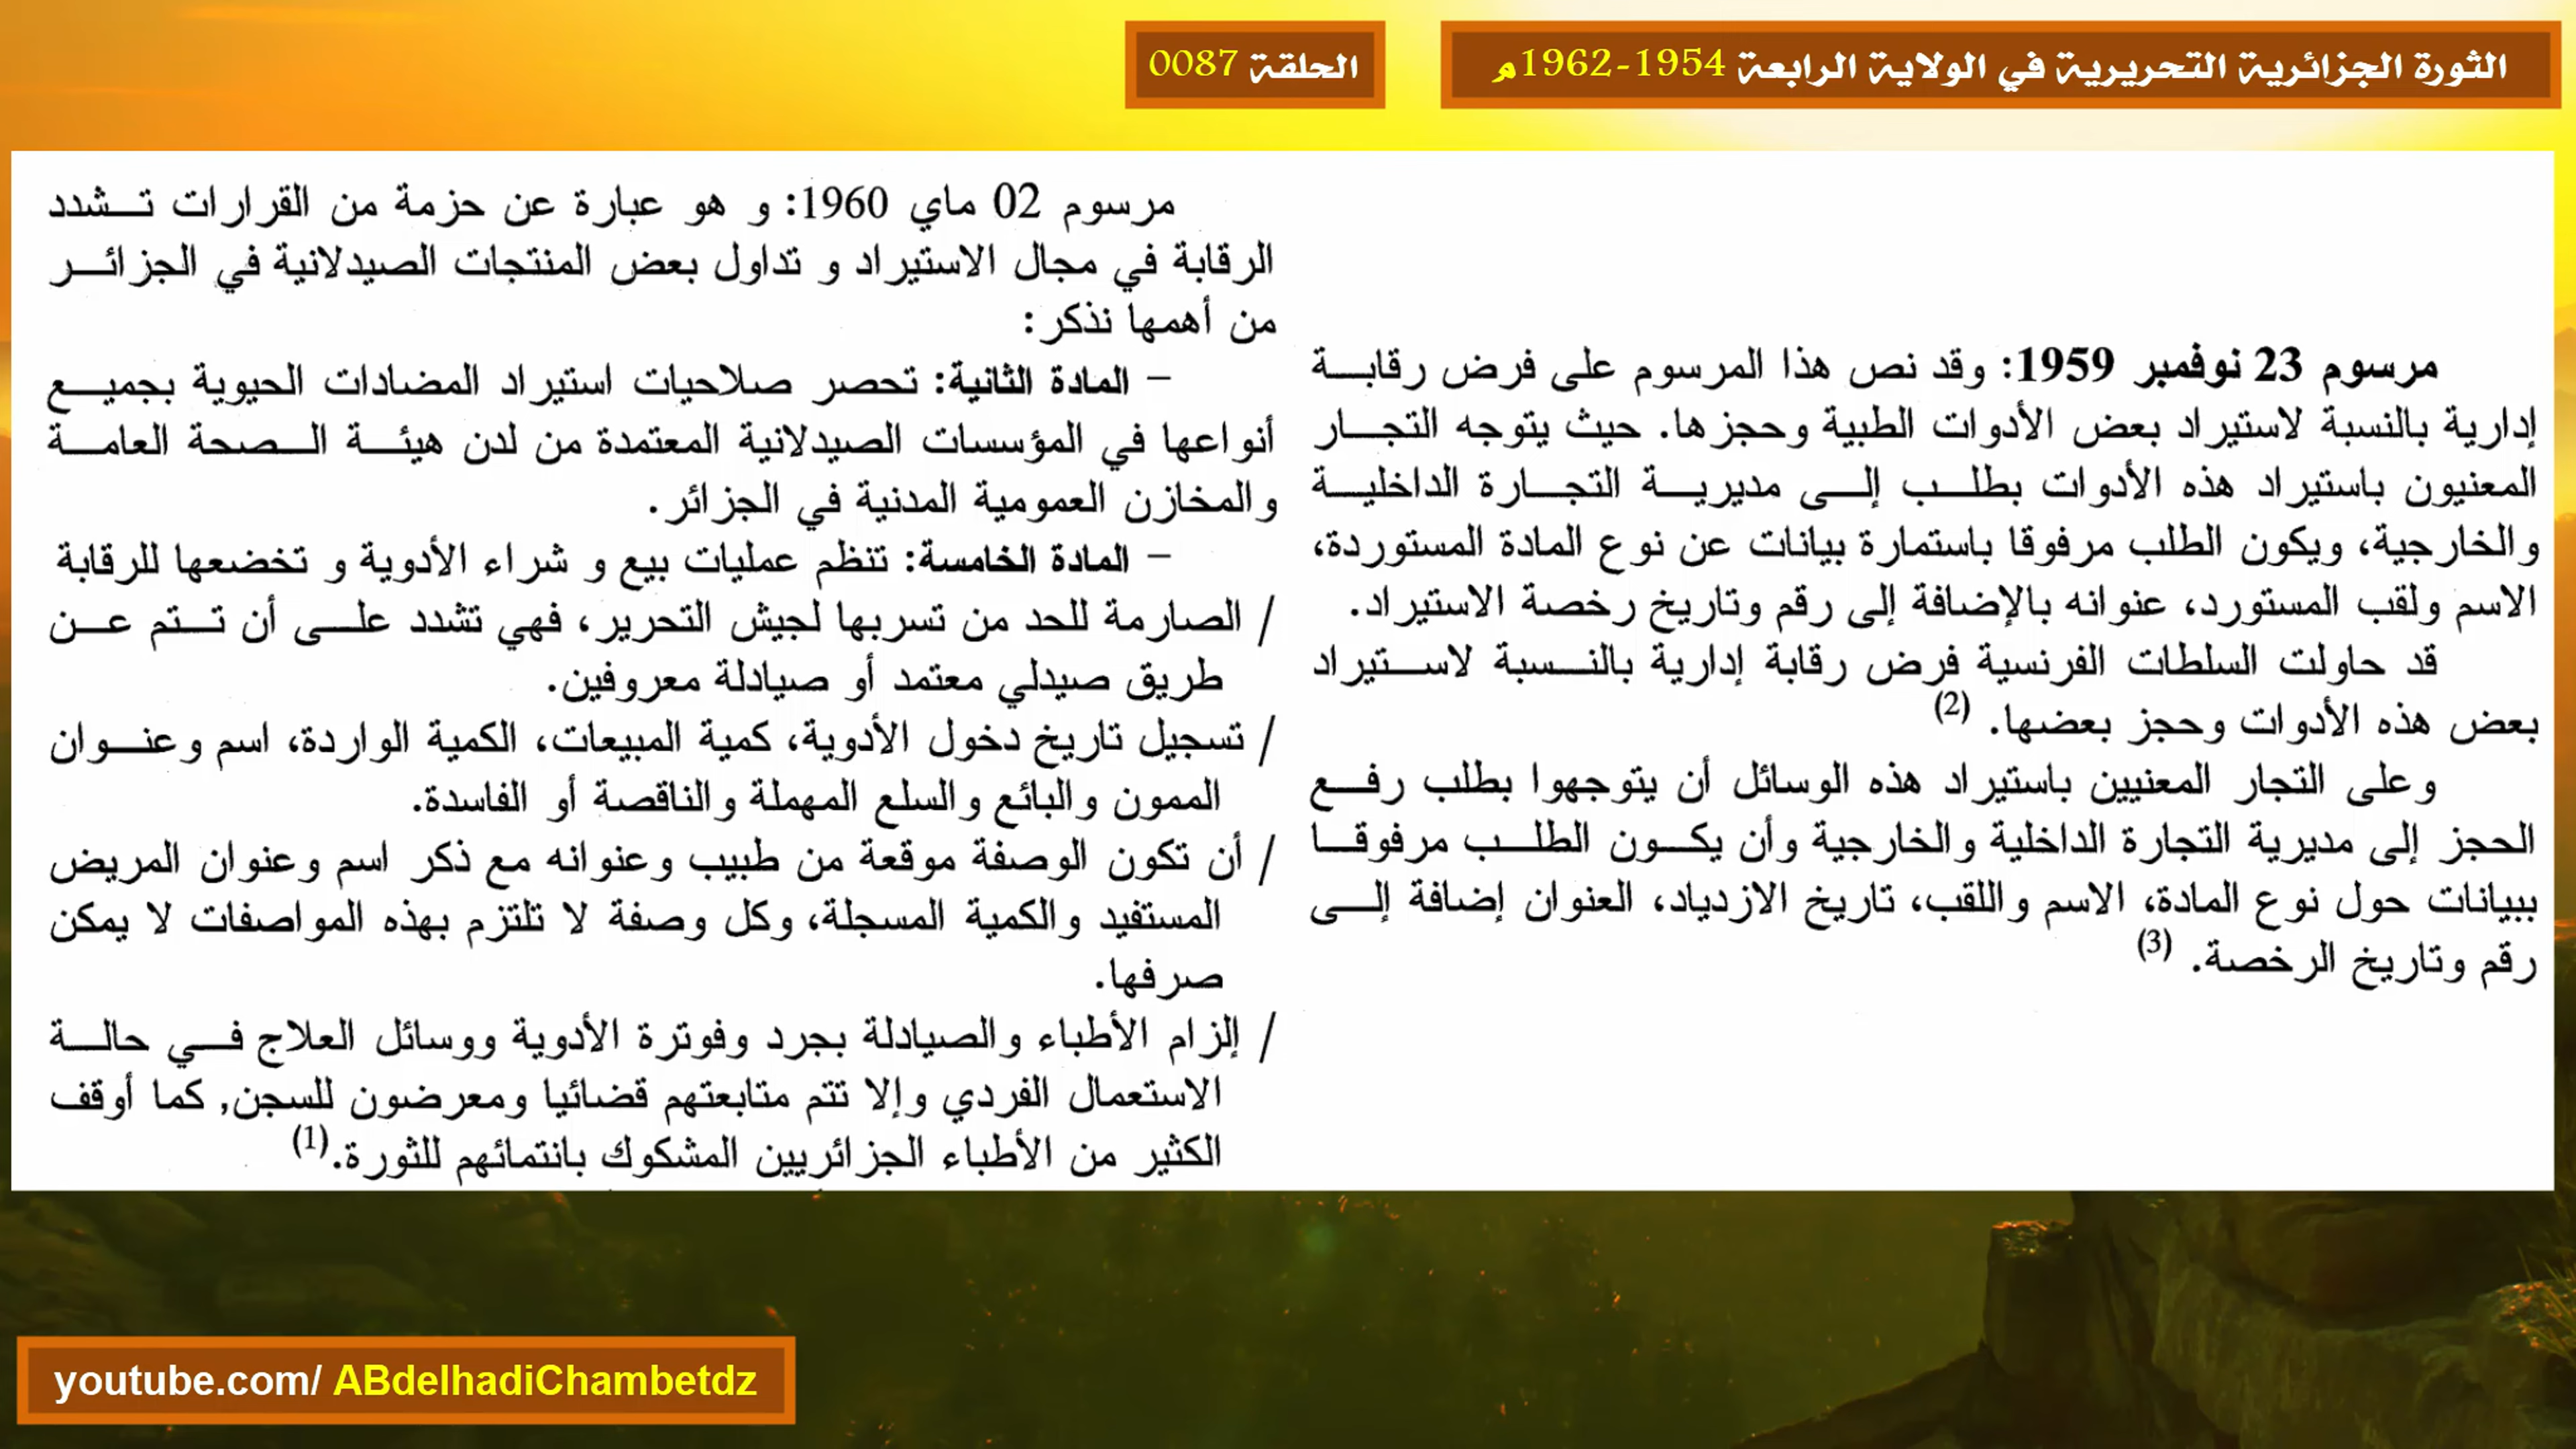 الثورة الجزائرية التحريرية في الولاية الرابعة 1954-1962م
الحلقة 0087
مرسوم 23 نوفمبر 1959: وقد نص هذا المرسوم على فرض رقابة
إدارية بالنسبة لاستيراد بعض الأدوات الطبية وحجزها. حيث يتوجه التجار
المعنيون باستيراد هذه الأدوات بطلب إلى مديرية التجارة الداخلية
والخارجية، ويكون الطلب مرفوقا باستمارة بيانات عن نوع المادة المستوردة،
الاسم ولقب المستورد، عنوانه بالإضافة إلى رقم وتاريخ رخصة الاستيراد.
قد حاولت السلطات الفرنسية فرض رقابة إدارية بالنسبة لاستيراد
بعض هذه الأدوات وحجز بعضها. (2)
وعلى التجار المعنيين باستيراد هذه الوسائل أن يتوجهوا بطلب رفع
الحجز إلى مديرية التجارة الداخلية والخارجية وأن يكون الطلب مرفوقا
ببيانات حول نوع المادة، الاسم واللقب، تاريخ الازدياد، العنوان إضافة إلى
رقم وتاريخ الرخصة. (3)
مرسوم 02 ماي 1960: و هو عبارة عن حزمة من القرارات تشدد
الرقابة في مجال الاستيراد و تداول بعض المنتجات الصيدلانية في الجزائر
من أهمها نذكر:
– المادة الثانية: تحصر صلاحيات استيراد المضادات الحيوية بجميع
أنواعها في المؤسسات الصيدلانية المعتمدة من لدن هيئة الصحة العامة
والمخازن العمومية المدنية في الجزائر.
– المادة الخامسة: تنظم عمليات بيع و شراء الأدوية و تخضعها للرقابة
/ الصارمة للحد من تسربها لجيش التحرير، فهي تشدد على أن تتم عن
طريق صيدلي معتمد أو صيادلة معروفين.
/ تسجيل تاريخ دخول الأدوية، كمية المبيعات، الكمية الواردة، اسم وعنوان
الممون والبائع والسلع المهملة والناقصة أو الفاسدة.
/ أن تكون الوصفة موقعة من طبيب وعنوانه مع ذكر اسم وعنوان المريض
المستفيد والكمية المسجلة، وكل وصفة لا تلتزم بهذه المواصفات لا يمكن
صرفها.
/ إلزام الأطباء والصيادلة بجرد وفوترة الأدوية ووسائل العلاج في حالة
الاستعمال الفردي وإلا تتم متابعتهم قضائيا ومعرضون للسجن, كما أوقف
الكثير من الأطباء الجزائريين المشكوك بانتمائهم للثورة.(1)
youtube.com/ ABdelhadiChambetdz